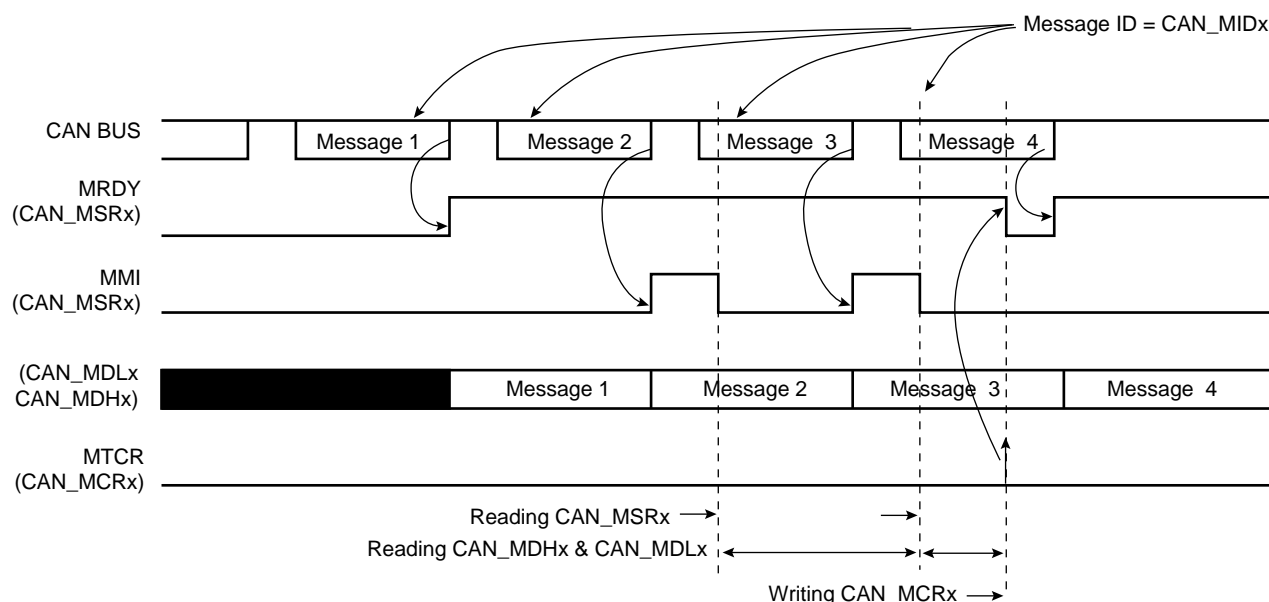 Message ID = CAN_MIDx
CAN BUS
Message 1
Message 2
Message 3
Message 4
MRDY
(CAN_MSRx)
MMI
(CAN_MSRx)
(CAN_MDLx
CAN_MDHx)
Message 1
Message 2
Message 3
Message 4
MTCR
(CAN_MCRx)
Reading CAN_MSRx
Reading CAN_MDHx & CAN_MDLx
Writing CAN_MCRx